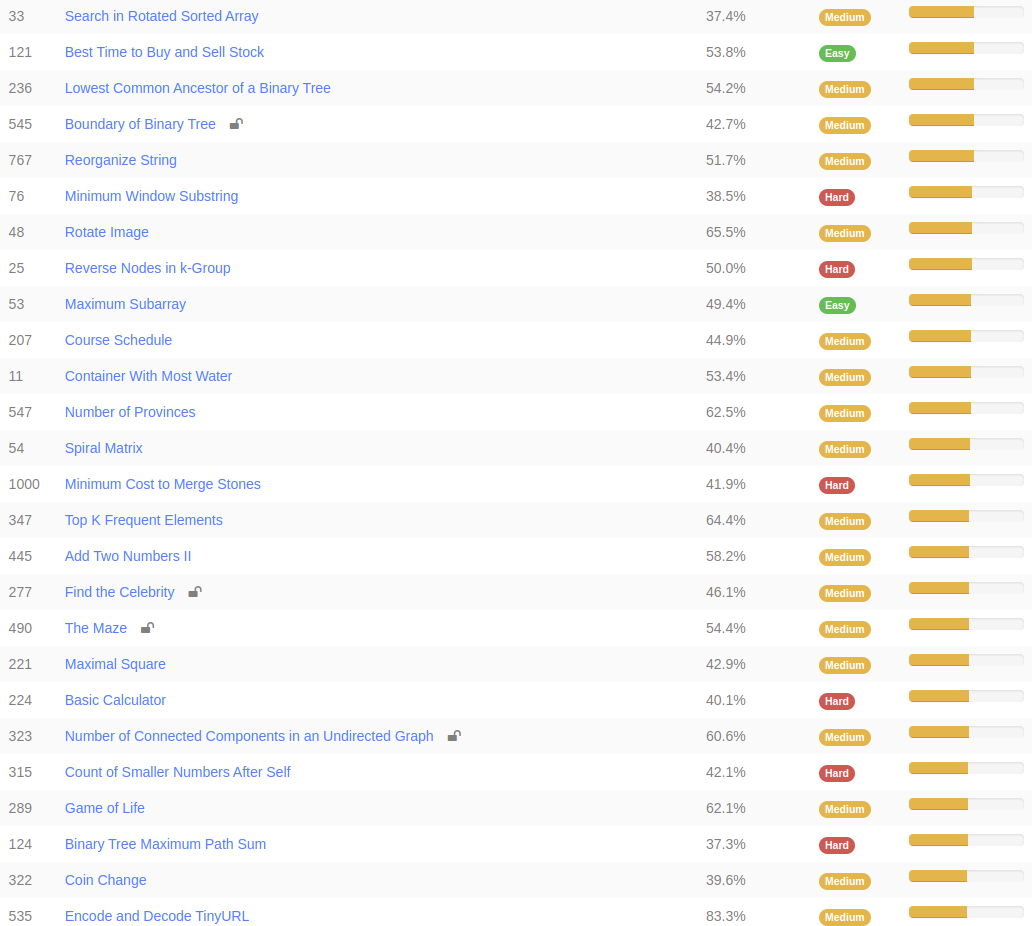 33 Search in Rotated Sorted Array 37.4% Medium
121 Best Time to Buy and Sell Stock 53.8% Easy
236 Lowest Common Ancestor of a Binary Tree 54.2% Medium
545 Boundary of Binary Tree 42.7% Medium
767 Reorganize String 51.7% Medium
76 Minimum Window Substring 38.5% Hard
48 Rotate Image 65.5% Medium
25 Reverse Nodes in k-Group 50.0% Hard
53 Maximum Subarray 49.4% Easy
207 Course Schedule 44.9% Medium
11 Container With Most Water 53.4% Medium
547 Number of Provinces 62.5% Medium
54 Spiral Matrix 40.4% Medium
1000 Minimum Cost to Merge Stones 41.9% Hard
347 Top K Frequent Elements 64.4% Medium
445 Add Two Numbers II 58.2% Medium
277 Find the Celebrity 46.1% Medium
490 The Maze 54.4% Medium
221 Maximal Square 42.9% Medium
224 Basic Calculator 40.1% Hard
323 Number of Connected Components in an Undirected Graph 60.6% Medium
315 Count of Smaller Numbers After Self 42.1% Hard
289 Game of Life 62.1% Medium
124 Binary Tree Maximum Path Sum 37.3% Hard
322 Coin Change 39.6% Medium
535 Encode and Decode TinyURL 83.3% Medium